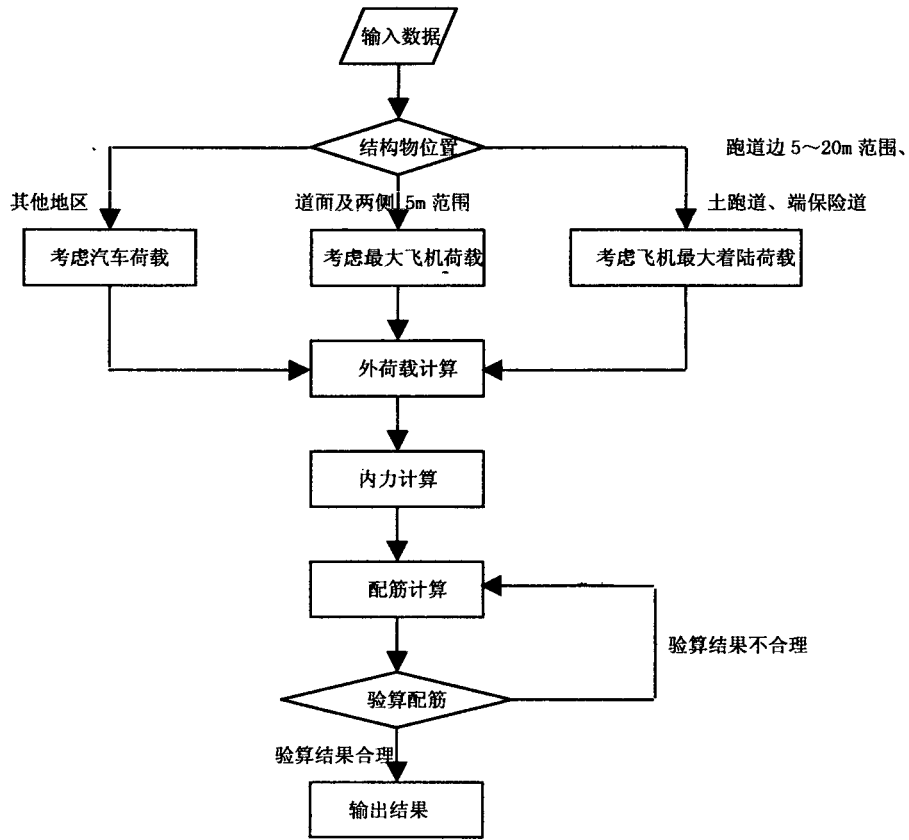 输入数据
结构物位置
跑道边 5～20m 范围、
其他地区
道面及两侧 5m 范围
土跑道、端保险道
考虑汽车荷载
考虑最大飞机荷载
考虑飞机最大着陆荷载
外荷载计算
内力计算
配筋计算
验算结果不合理
验算配筋
验算结果合理
输出结果